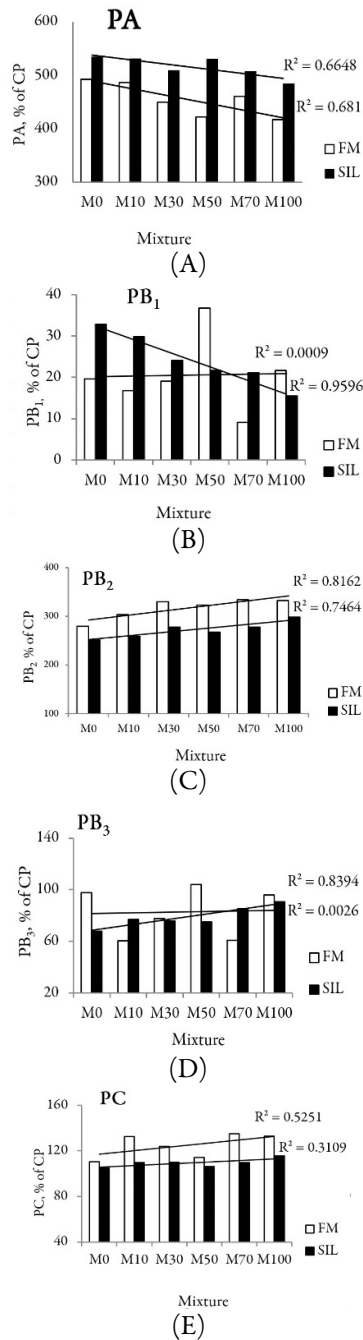 PA
600
500
400
300
PA, % of CP
R² = 0.6648
R² = 0.681
FM
SIL
M0 M10 M30 M50 M70 M100
Mixture
(A)
PB₁
40
30
20
10
0
PB₁, % of CP
R² = 0.0009
R² = 0.9596
FM
SIL
M0 M10 M30 M50 M70 M100
Mixture
(B)
PB₂
400
300
200
100
PB₂ % of CP
R² = 0.8162
R² = 0.7464
FM
SIL
M0 M10 M30 M50 M70 M100
Mixture
(C)
PB₃
140
100
60
20
PB₃, % of CP
R² = 0.8394
R² = 0.0026
FM
SIL
M0 M10 M30 M50 M70 M100
Mixture
(D)
PC
160
120
80
40
PC, % of CP
R² = 0.5251
R² = 0.3109
FM
SIL
M0 M10 M30 M50 M70 M100
Mixture
(E)